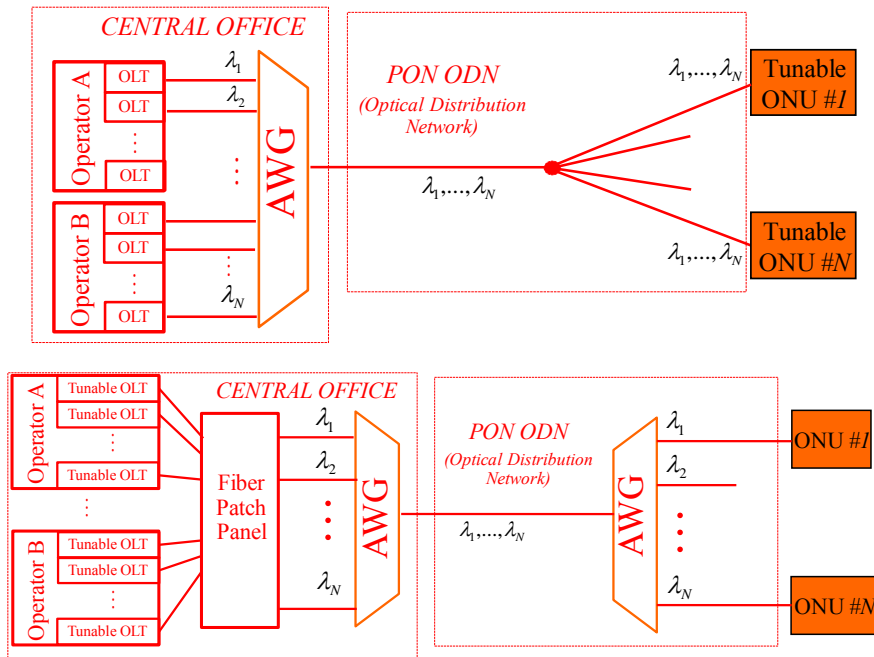 CENTRAL OFFICE
Operator A
OLT
OLT
⋮
OLT
Operator B
OLT
OLT
⋮
OLT
λ1
λ2
⋮
⋮
λN
AWG
PON ODN
(Optical Distribution
Network)
λ1,...,λN
λ1,...,λN
λ1,...,λN
Tunable
ONU #1
Tunable
ONU #N
CENTRAL OFFICE
Operator A
Tunable OLT
Tunable OLT
⋮
Tunable OLT
⋮
Operator B
Tunable OLT
Tunable OLT
⋮
Tunable OLT
Fiber
Patch
Panel
λ1
λ2
⋮
λN
AWG
PON ODN
(Optical Distribution
Network)
λ1,...,λN
AWG
λ1
λ2
⋮
λN
ONU #1
ONU #N